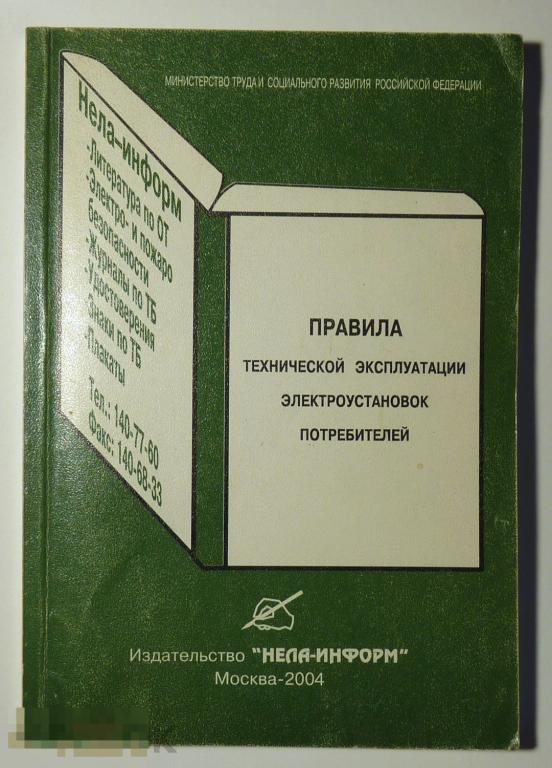 МИНИСТЕРСТВО ТРУДА И СОЦИАЛЬНОГО РАЗВИТИЯ РОССИЙСКОЙ ФЕДЕРАЦИИ
Нела-информ
-Литература по ОТ
-Электро- и пожаро
безопасности
-Журналы по ТБ
-Удостоверения
-Знаки по ТБ
-Плакаты
Тел.: 140-77-60
Факс: 140-68-33
ПРАВИЛА
ТЕХНИЧЕСКОЙ ЭКСПЛУАТАЦИИ
ЭЛЕКТРОУСТАНОВОК
ПОТРЕБИТЕЛЕЙ
Издательство "НЕЛА-ИНФОРМ"
Москва-2004